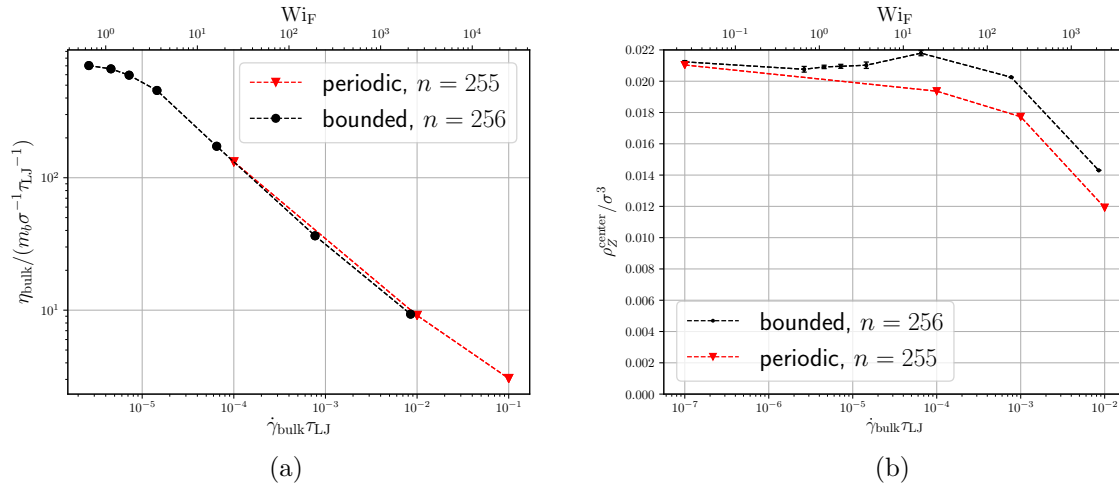 Wi_F
10^0 10^1 10^2 10^3 10^4
η_bulk/(m_b σ^{-1} τ_LJ^{-1})
10^2
10^1
periodic, n = 255
bounded, n = 256
10^{-5} 10^{-4} 10^{-3} 10^{-2} 10^{-1}
γ̇_bulk τ_LJ
(a)
Wi_F
10^{-1} 10^0 10^1 10^2 10^3
ρ_Z^center/σ^3
0.022
0.020
0.018
0.016
0.014
0.012
0.010
0.008
0.006
0.004
0.002
0.000
bounded, n = 256
periodic, n = 255
10^{-7} 10^{-6} 10^{-5} 10^{-4} 10^{-3} 10^{-2}
γ̇_bulk τ_LJ
(b)